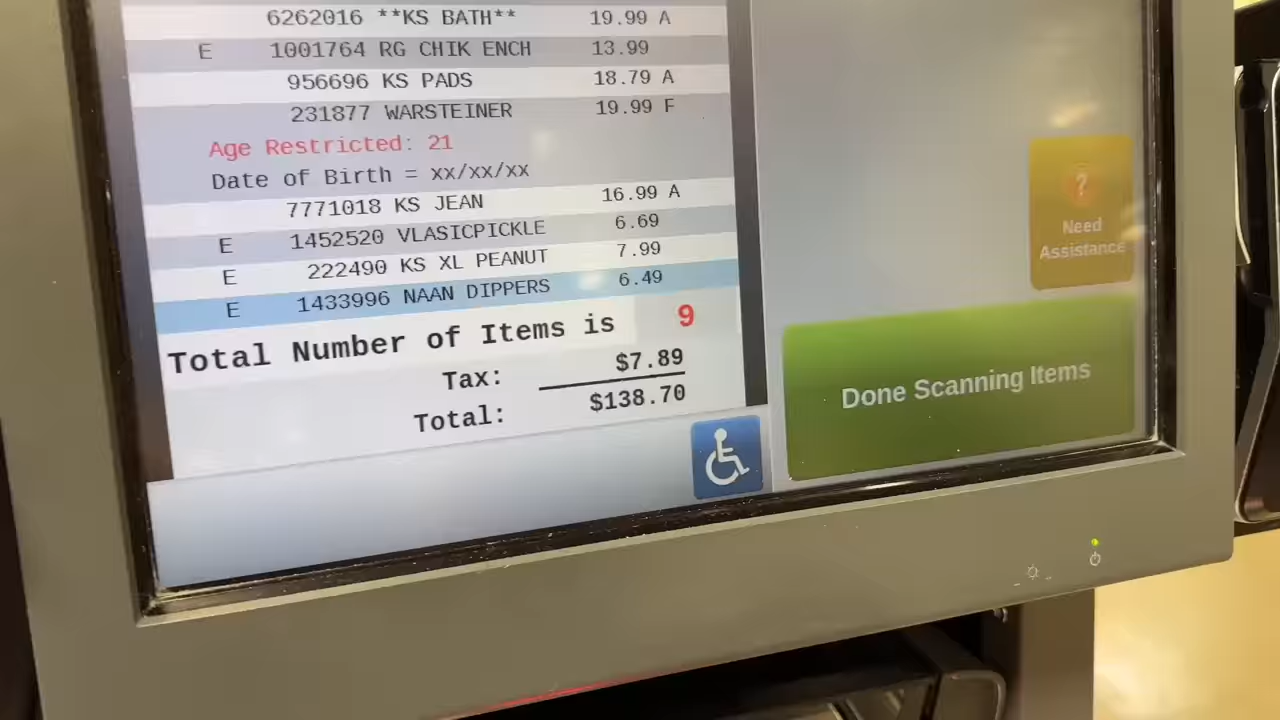 6262016 **KS BATH** 19.99 A
E 1001764 RG CHIK ENCH 13.99
956696 KS PADS 18.79 A
231877 WARSTEINER 19.99 F
Age Restricted: 21
Date of Birth = xx/xx/xx
7771018 KS JEAN 16.99 A
E 1452520 VLASICPICKLE 6.69
E 222490 KS XL PEANUT 7.99
E 1433996 NAAN DIPPERS 6.49
Total Number of Items is 9
Tax: $7.89
Total: $138.70
?
Need
Assistance
Done Scanning Items